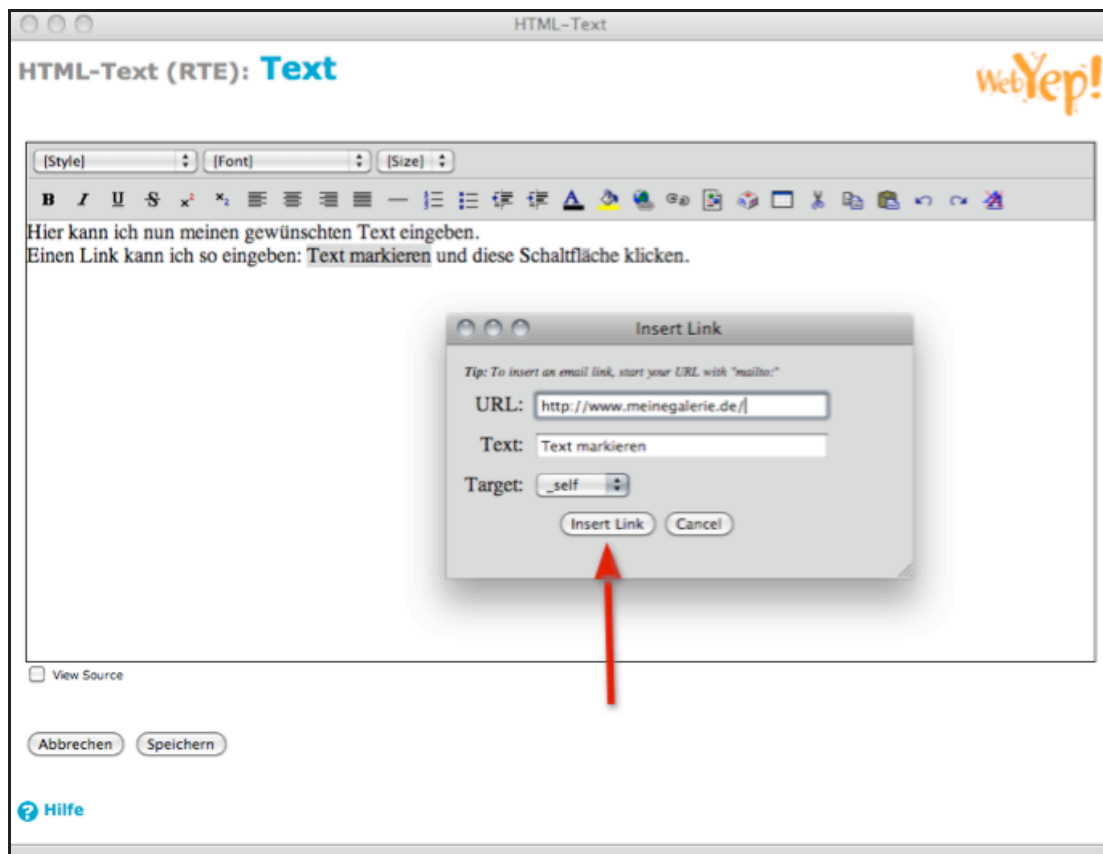 HTML-Text
HTML-Text (RTE): Text
WebYep!
[Style] [Font] [Size]
B I U S x² x₂
Hier kann ich nun meinen gewünschten Text eingeben.
Einen Link kann ich so eingeben: Text markieren und diese Schaltfläche klicken.
Insert Link
Tip: To insert an email link, start your URL with "mailto:"
URL: http://www.meinegalerie.de/
Text: Text markieren
Target: _self
Insert Link Cancel
View Source
Abbrechen Speichern
? Hilfe